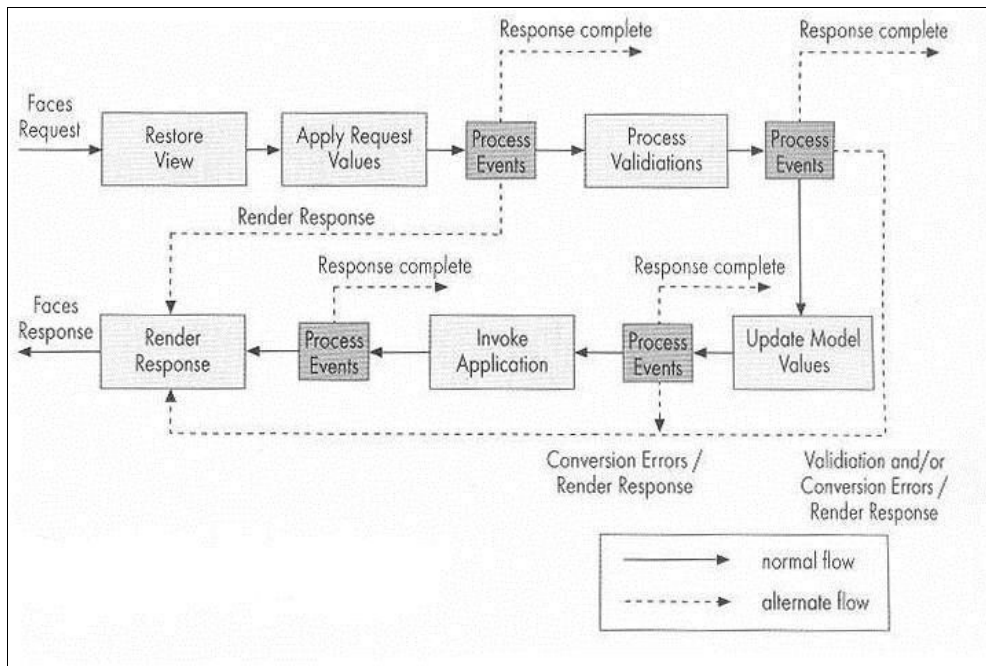 Response complete
Response complete
Faces
Request
Restore
View
Apply Request
Values
Process
Events
Process
Validiations
Process
Events
Render Response
Response complete
Response complete
Faces
Response
Render
Response
Process
Events
Invoke
Application
Process
Events
Update Model
Values
Conversion Errors /
Render Response
Validiation and/or
Conversion Errors /
Render Response
normal flow
alternate flow